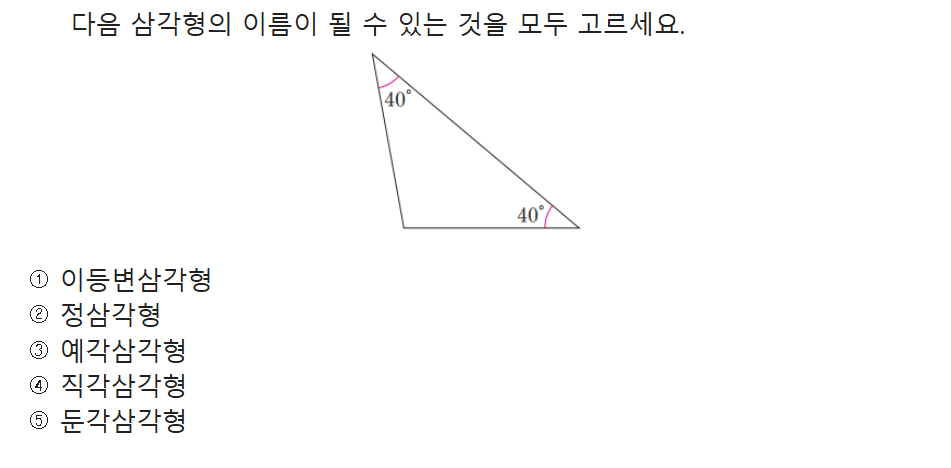 다음 삼각형의 이름이 될 수 있는 것을 모두 고르세요.
40°
40°
① 이등변삼각형
② 정삼각형
③ 예각삼각형
④ 직각삼각형
⑤ 둔각삼각형